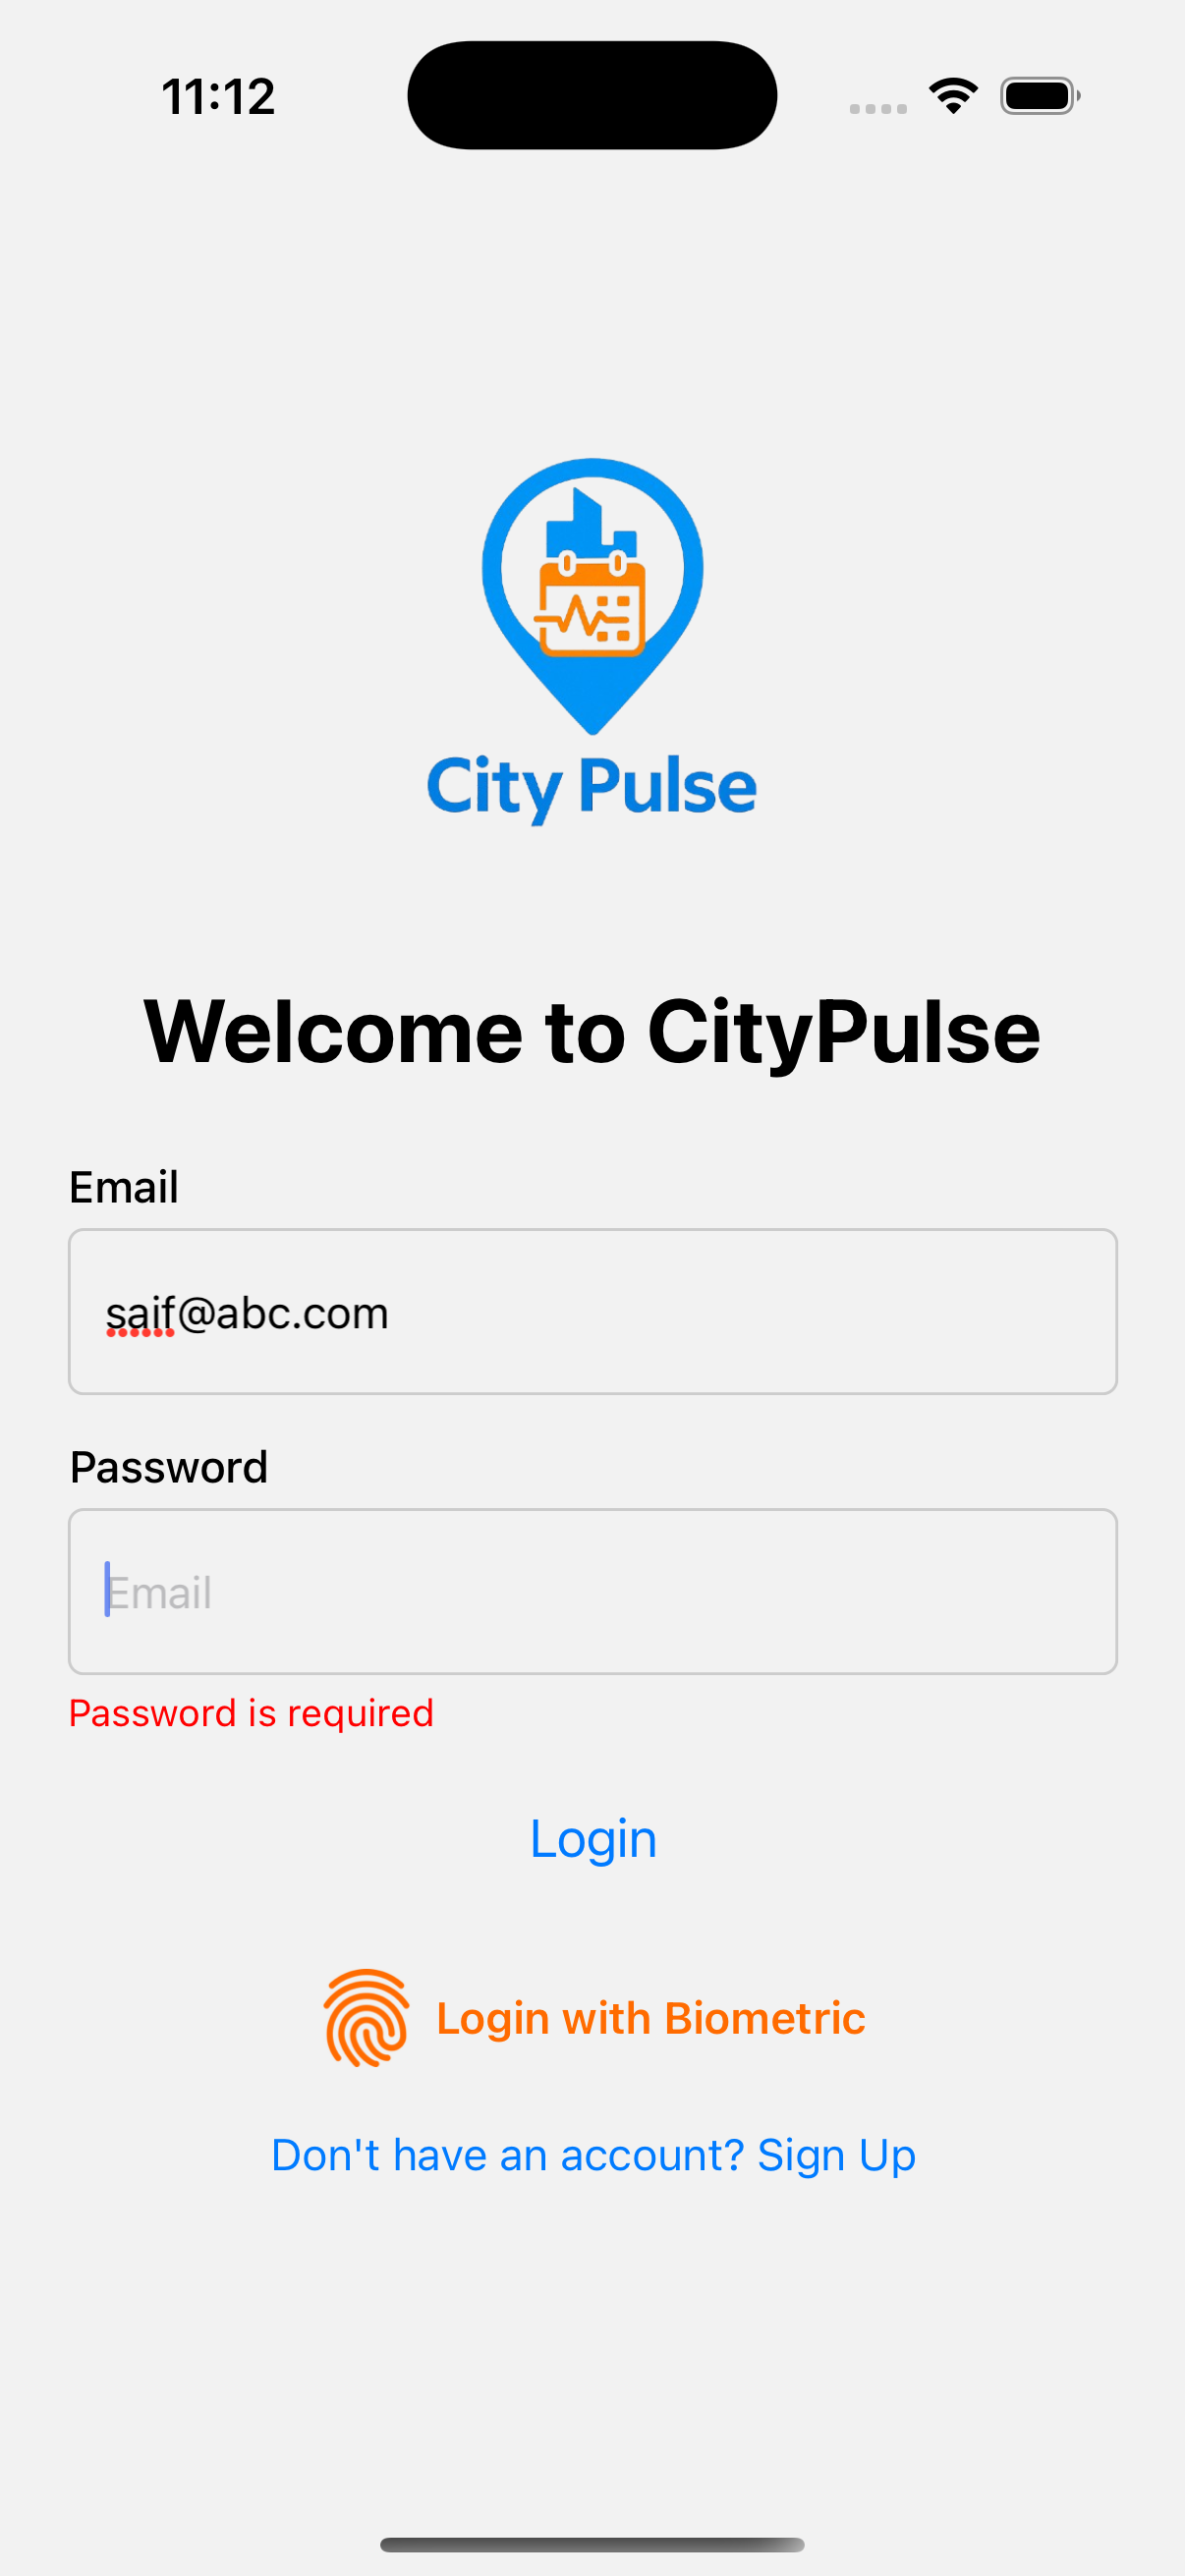 11:12
City Pulse
Welcome to CityPulse
Email
saif@abc.com
Password
Email
Password is required
Login
Login with Biometric
Don't have an account? Sign Up